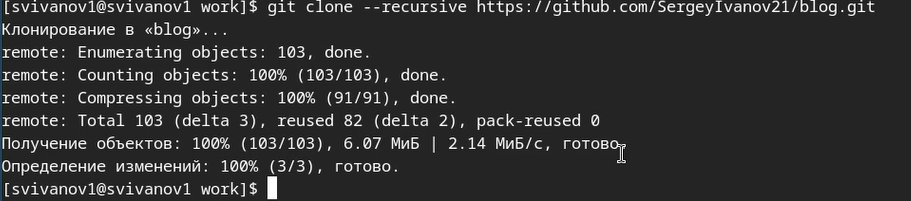 [svivanov1@svivanov1 work]$ git clone --recursive https://github.com/SergeyIvanov21/blog.git
Клонирование в «blog»...
remote: Enumerating objects: 103, done.
remote: Counting objects: 100% (103/103), done.
remote: Compressing objects: 100% (91/91), done.
remote: Total 103 (delta 3), reused 82 (delta 2), pack-reused 0
Получение объектов: 100% (103/103), 6.07 МиБ | 2.14 МиБ/с, готово.
Определение изменений: 100% (3/3), готово.
[svivanov1@svivanov1 work]$